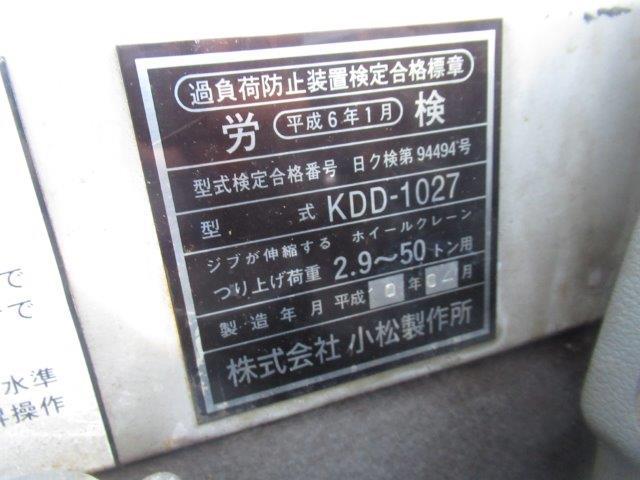 過負荷防止装置検定合格標章
労 平成6年1月 検
型式検定合格番号 日ク検第94494号
型式 KDD-1027
ジブが伸縮する ホイールクレーン
つり上げ荷重 2.9～50トン用
製造年月 平成 年 月
株式会社 小松製作所
で
で
水準
操作